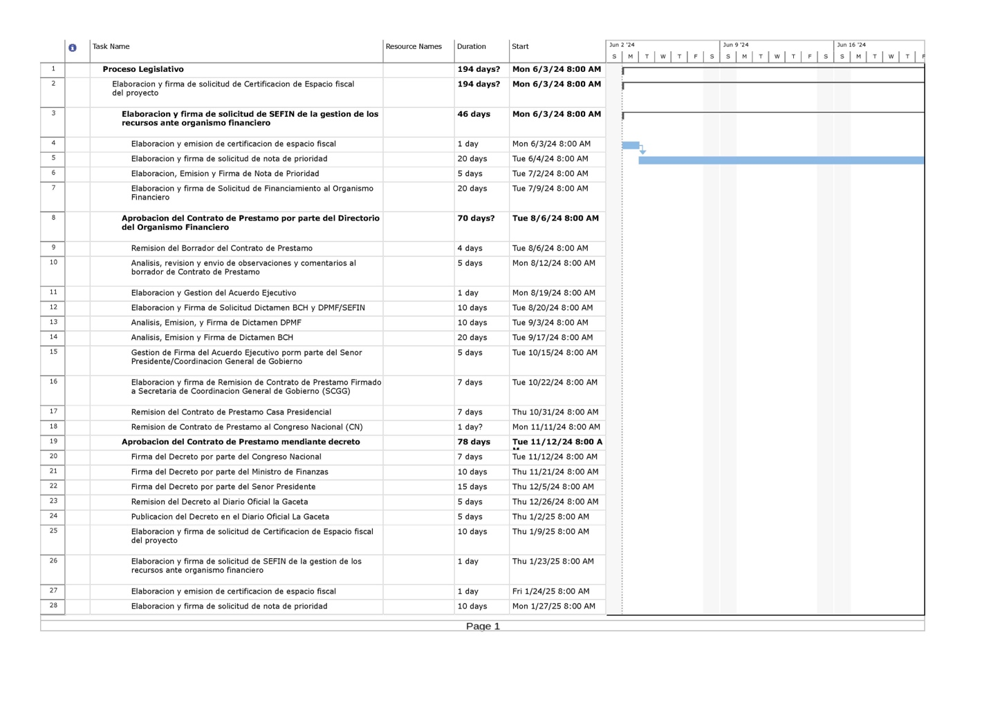 Task Name Resource Names Duration Start Jun 2 '24 Jun 9 '24 Jun 16 '24
S M T W T F S S M T W T F S S M T W T F
1 Proceso Legislativo 194 days? Mon 6/3/24 8:00 AM
2 Elaboracion y firma de solicitud de Certificacion de Espacio fiscal 194 days? Mon 6/3/24 8:00 AM
del proyecto
3 Elaboracion y firma de solicitud de SEFIN de la gestion de los 46 days Mon 6/3/24 8:00 AM
recursos ante organismo financiero
4 Elaboracion y emision de certificacion de espacio fiscal 1 day Mon 6/3/24 8:00 AM
5 Elaboracion y firma de solicitud de nota de prioridad 20 days Tue 6/4/24 8:00 AM
6 Elaboracion, Emision y Firma de Nota de Prioridad 5 days Tue 7/2/24 8:00 AM
7 Elaboracion y firma de Solicitud de Financiamiento al Organismo 20 days Tue 7/9/24 8:00 AM
Financiero
8 Aprobacion del Contrato de Prestamo por parte del Directorio 70 days? Tue 8/6/24 8:00 AM
del Organismo Financiero
9 Remision del Borrador del Contrato de Prestamo 4 days Tue 8/6/24 8:00 AM
10 Analisis, revision y envio de observaciones y comentarios al 5 days Mon 8/12/24 8:00 AM
borrador de Contrato de Prestamo
11 Elaboracion y Gestion del Acuerdo Ejecutivo 1 day Mon 8/19/24 8:00 AM
12 Elaboracion y Firma de Solicitud Dictamen BCH y DPMF/SEFIN 10 days Tue 8/20/24 8:00 AM
13 Analisis, Emision, y Firma de Dictamen DPMF 10 days Tue 9/3/24 8:00 AM
14 Analisis, Emision y Firma de Dictamen BCH 20 days Tue 9/17/24 8:00 AM
15 Gestion de Firma del Acuerdo Ejecutivo porm parte del Senor 5 days Tue 10/15/24 8:00 AM
Presidente/Coordinacion General de Gobierno
16 Elaboracion y firma de Remision de Contrato de Prestamo Firmado 7 days Tue 10/22/24 8:00 AM
a Secretaria de Coordinacion General de Gobierno (SCGG)
17 Remision del Contrato de Prestamo Casa Presidencial 7 days Thu 10/31/24 8:00 AM
18 Remision de Contrato de Prestamo al Congreso Nacional (CN) 1 day? Mon 11/11/24 8:00 AM
19 Aprobacion del Contrato de Prestamo mendiante decreto 78 days Tue 11/12/24 8:00 A
M
20 Firma del Decreto por parte del Congreso Nacional 7 days Tue 11/12/24 8:00 AM
21 Firma del Decreto por parte del Ministro de Finanzas 10 days Thu 11/21/24 8:00 AM
22 Firma del Decreto por parte del Senor Presidente 15 days Thu 12/5/24 8:00 AM
23 Remision del Decreto al Diario Oficial la Gaceta 5 days Thu 12/26/24 8:00 AM
24 Publicacion del Decreto en el Diario Oficial La Gaceta 5 days Thu 1/2/25 8:00 AM
25 Elaboracion y firma de solicitud de Certificacion de Espacio fiscal 10 days Thu 1/9/25 8:00 AM
del proyecto
26 Elaboracion y firma de solicitud de SEFIN de la gestion de los 1 day Thu 1/23/25 8:00 AM
recursos ante organismo financiero
27 Elaboracion y emision de certificacion de espacio fiscal 1 day Fri 1/24/25 8:00 AM
28 Elaboracion y firma de solicitud de nota de prioridad 10 days Mon 1/27/25 8:00 AM
Page 1